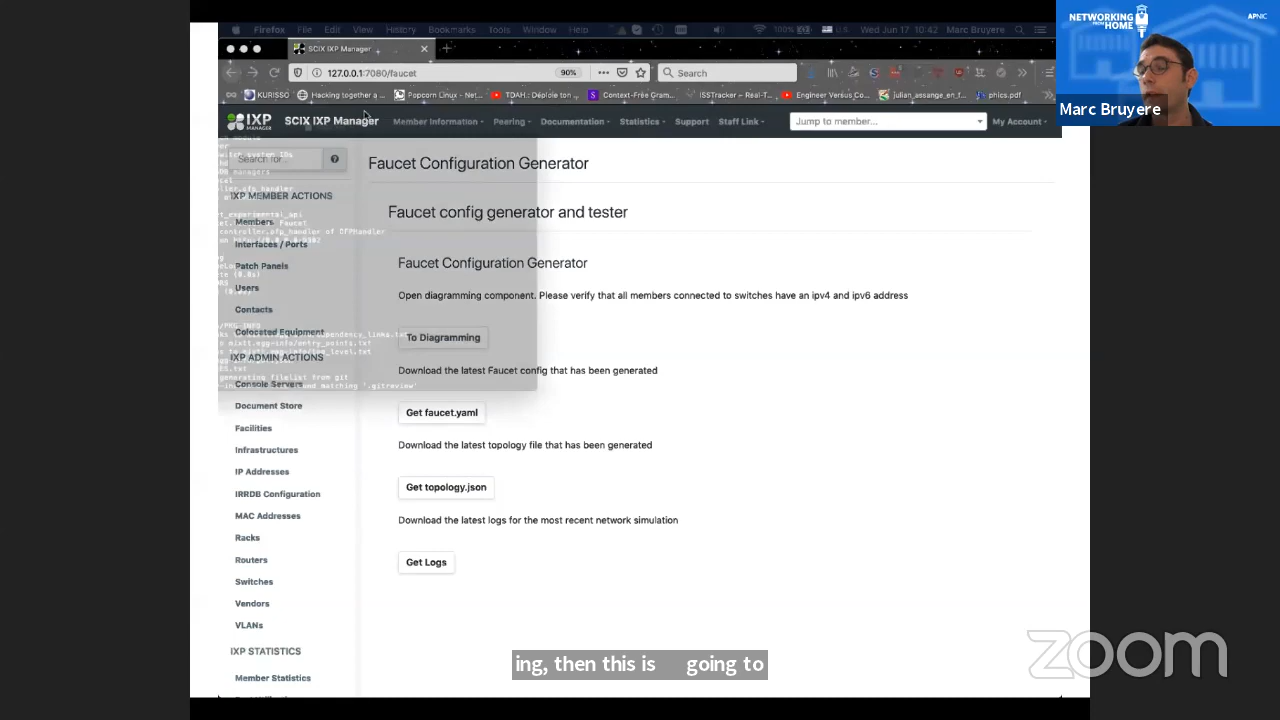 Firefox File Edit View History Bookmarks Tools Window Help 100% U.S. Wed Jun 17 10:42 Marc Bruyere
SCIX IXP Manager
127.0.0.1:7080/faucet 90% Search
KURISSO Hacking together a ... Popcorn Linux - Net... TDAH.: Déploie ton ... Context-Free Gram... ISSTracker » Real-T... Engineer Versus Co... julian_assange_en_f... phics.pdf
IXP MANAGER SCIX IXP Manager Member Information Peering Documentation Statistics Support Staff Link Jump to member... My Account
Search for...
IXP MEMBER ACTIONS
Members
Interfaces / Ports
Patch Panels
Users
Contacts
Colocated Equipment
IXP ADMIN ACTIONS
Console Servers
Document Store
Facilities
Infrastructures
IP Addresses
IRRDB Configuration
MAC Addresses
Racks
Routers
Switches
Vendors
VLANs
IXP STATISTICS
Member Statistics
Faucet Configuration Generator
Faucet config generator and tester
Faucet Configuration Generator
Open diagramming component. Please verify that all members connected to switches have an ipv4 and ipv6 address
To Diagramming
Download the latest Faucet config that has been generated
Get faucet.yaml
Download the latest topology file that has been generated
Get topology.json
Download the latest logs for the most recent network simulation
Get Logs
NETWORKING
FROM HOME
APNIC
Marc Bruyere
ing, then this is going to
zoom